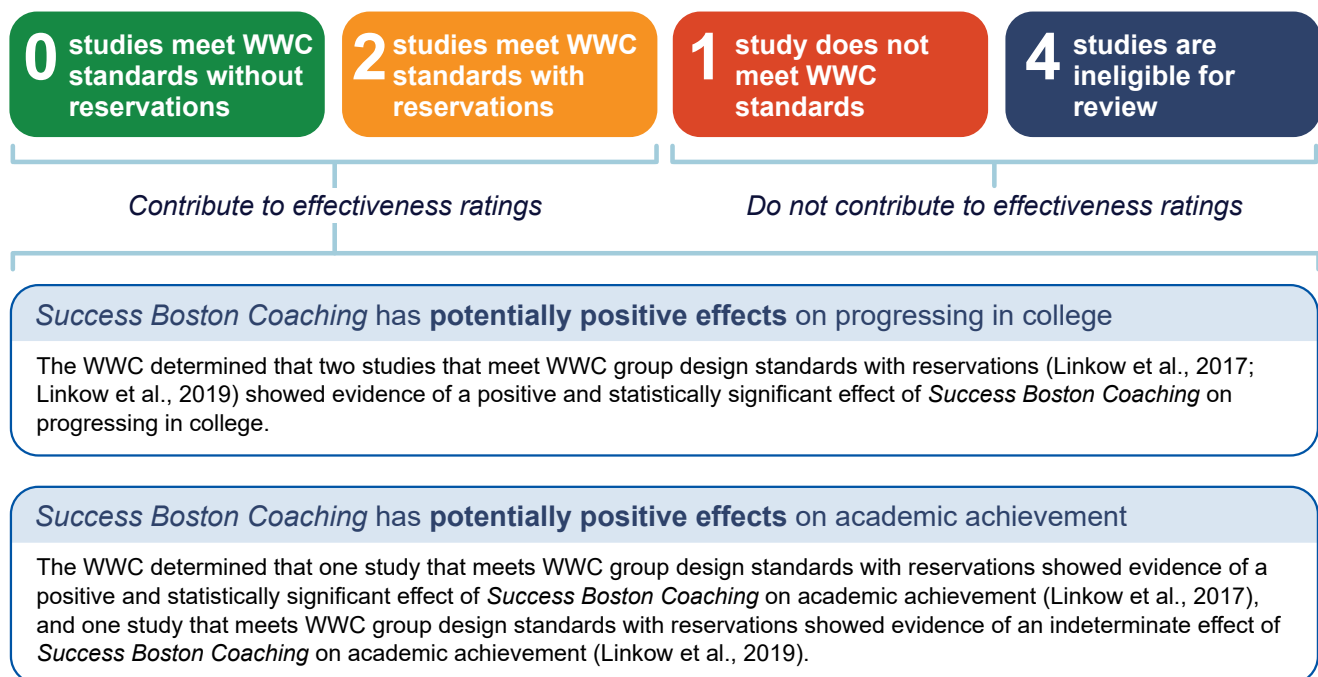 0 studies meet WWC
standards without
reservations
2 studies meet WWC
standards with
reservations
1 study does not
meet WWC
standards
4 studies are
ineligible for
review
Contribute to effectiveness ratings
Do not contribute to effectiveness ratings
Success Boston Coaching has potentially positive effects on progressing in college
The WWC determined that two studies that meet WWC group design standards with reservations (Linkow et al., 2017;
Linkow et al., 2019) showed evidence of a positive and statistically significant effect of Success Boston Coaching on
progressing in college.
Success Boston Coaching has potentially positive effects on academic achievement
The WWC determined that one study that meets WWC group design standards with reservations showed evidence of a
positive and statistically significant effect of Success Boston Coaching on academic achievement (Linkow et al., 2017),
and one study that meets WWC group design standards with reservations showed evidence of an indeterminate effect of
Success Boston Coaching on academic achievement (Linkow et al., 2019).